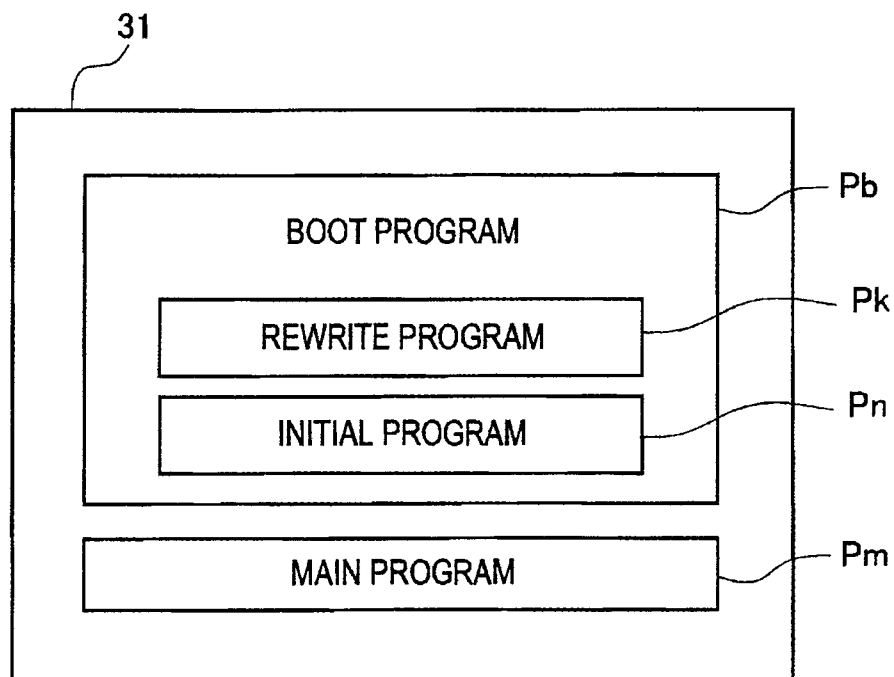 31
Pb
BOOT PROGRAM
Pk
REWRITE PROGRAM
Pn
INITIAL PROGRAM
Pm
MAIN PROGRAM